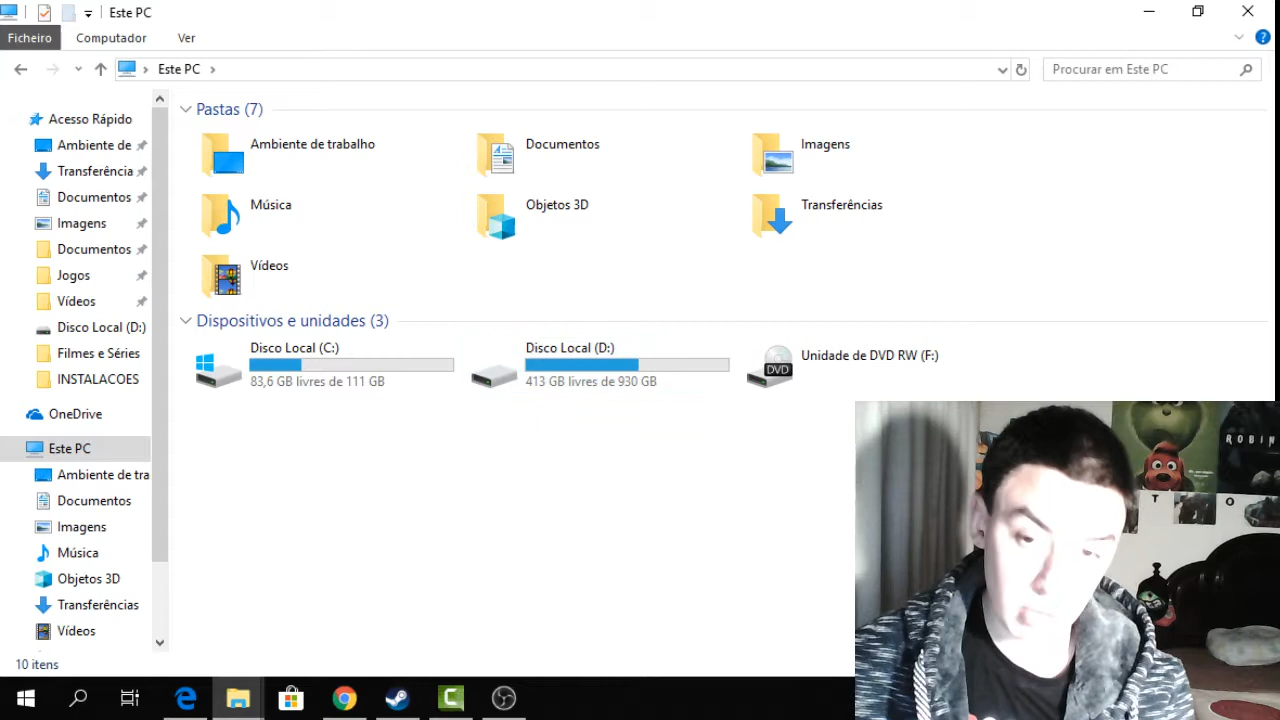 Este PC
Ficheiro
Computador
Ver
Este PC
Procurar em Este PC
Acesso Rápido
Ambiente de
Transferência
Documentos
Imagens
Documentos
Jogos
Vídeos
Disco Local (D:)
Filmes e Séries
INSTALACOES
OneDrive
Este PC
Ambiente de tra
Documentos
Imagens
Música
Objetos 3D
Transferências
Vídeos
Pastas (7)
Ambiente de trabalho
Documentos
Imagens
Música
Objetos 3D
Transferências
Vídeos
Dispositivos e unidades (3)
Disco Local (C:)
83,6 GB livres de 111 GB
Disco Local (D:)
413 GB livres de 930 GB
DVD
Unidade de DVD RW (F:)
ROBIN
T O
10 itens